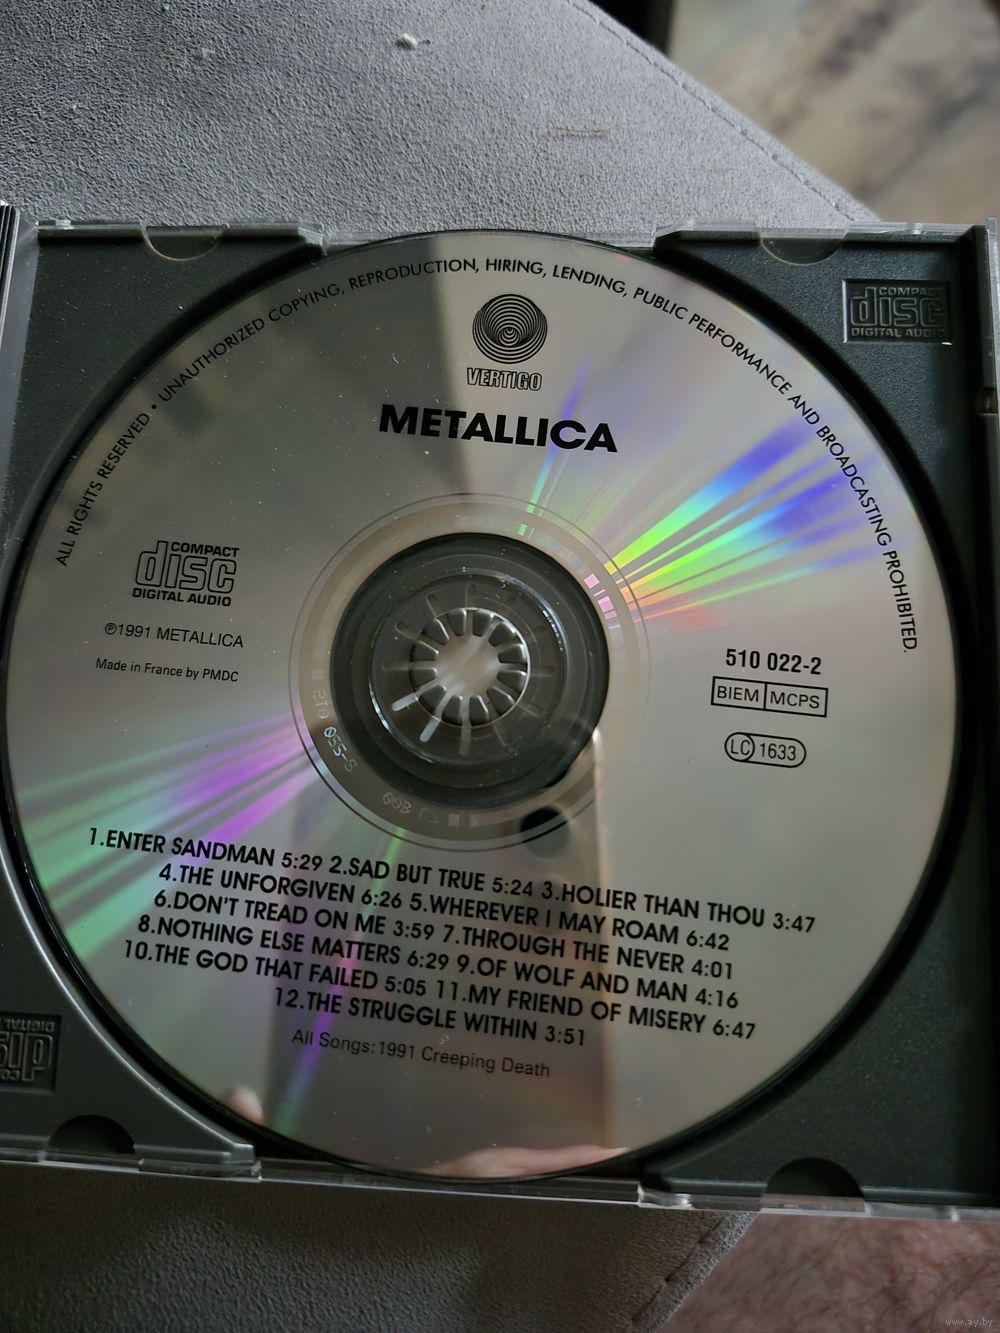 ALL RIGHTS RESERVED • UNAUTHORIZED COPYING, REPRODUCTION, HIRING, LENDING, PUBLIC PERFORMANCE AND BROADCASTING PROHIBITED.
VERTIGO
METALLICA
COMPACT
disc
DIGITAL AUDIO
COMPACT
disc
DIGITAL AUDIO
℗1991 METALLICA
Made in France by PMDC
510 022-2
BIEM MCPS
LC 1633
1.ENTER SANDMAN 5:29 2.SAD BUT TRUE 5:24 3.HOLIER THAN THOU 3:47
4.THE UNFORGIVEN 6:26 5.WHEREVER I MAY ROAM 6:42
6.DON'T TREAD ON ME 3:59 7.THROUGH THE NEVER 4:01
8.NOTHING ELSE MATTERS 6:29 9.OF WOLF AND MAN 4:16
10.THE GOD THAT FAILED 5:05 11.MY FRIEND OF MISERY 6:47
12.THE STRUGGLE WITHIN 3:51
All Songs:1991 Creeping Death
www.ay.by